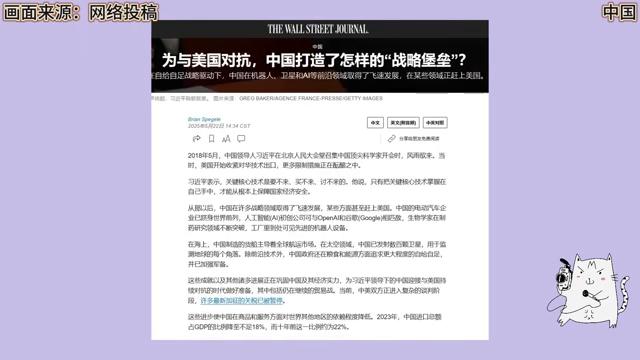 画面来源：网络投稿
中国
THE WALL STREET JOURNAL.
中国
为与美国对抗，中国打造了怎样的“战略堡垒”？
在自给自足战略驱动下，中国在机器人、卫星和AI等前沿领域取得了飞速发展，在某些领域正赶上美国。
习近平 图片来源：GREG BAKER/AGENCE FRANCE-PRESSE/GETTY IMAGES
Brian Spegele
2025年5月22日 14:34 CST
中文
英文(附音频)
中英对照
分享给朋友免费阅读
2018年5月，中国领导人习近平在北京人民大会堂召集中国顶尖科学家开会时，风雨欲来。当
时，美国开始收紧对华技术出口，更多限制措施正在酝酿之中。
习近平表示，关键核心技术是要不来、买不来、讨不来的。他说，只有把关键核心技术掌握在
自己手中，才能从根本上保障国家经济安全。
从那以后，中国在许多战略领域取得了飞速发展，某些方面甚至赶上美国。中国的电动汽车企
业已跻身世界前列，人工智能(AI)初创公司可与OpenAI和谷歌(Google)相匹敌，生物学家在制
药研究领域不断突破，工厂里到处可见先进的机器人设备。
在海上，中国制造的货船主导着全球航运市场。在太空领域，中国已发射数百颗卫星，用于监
测地球的每个角落。除前沿技术外，中国政府还在粮食和能源方面追求更大程度的自给自足，
并已加强军备。
这些成就以及其他诸多进展正在巩固中国及其经济实力，为习近平领导下的中国迎接与美国持
续对抗的时代做好准备，其中包括仍在继续的贸易战。当前，中美双方正进入复杂的谈判阶
段，许多最新加征的关税已被暂停。
这些进步使中国在商品和服务方面对世界其他地区的依赖程度降低。2023年，中国进口总额
占GDP的比例降至不足18%，而十年前这一比例约为22%。